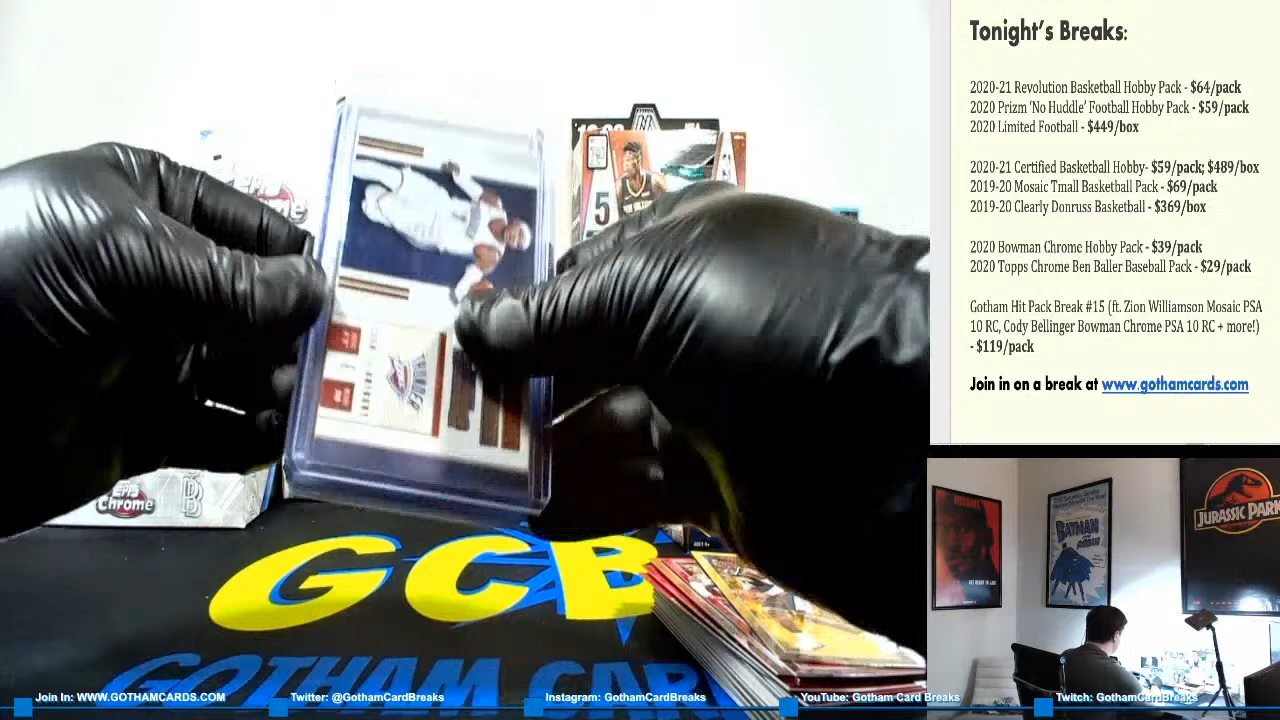 Tonight's Breaks:
2020-21 Revolution Basketball Hobby Pack - $64/pack
2020 Prizm 'No Huddle' Football Hobby Pack - $59/pack
2020 Limited Football - $449/box
2020-21 Certified Basketball Hobby- $59/pack; $489/box
2019-20 Mosaic Tmall Basketball Pack - $69/pack
2019-20 Clearly Donruss Basketball - $369/box
2020 Bowman Chrome Hobby Pack - $39/pack
2020 Topps Chrome Ben Baller Baseball Pack - $29/pack
Gotham Hit Pack Break #15 (ft. Zion Williamson Mosaic PSA
10 RC, Cody Bellinger Bowman Chrome PSA 10 RC + more!)
- $119/pack
Join in on a break at www.gothamcards.com
5
Chrome
GCB
GOTHAM CAR
BATMAN
JURASSIC PARK
Join In: WWW.GOTHAMCARDS.COM
Twitter: @GothamCardBreaks
Instagram: GothamCardBreaks
YouTube: Gotham Card Breaks
Twitch: GothamCardBreaks